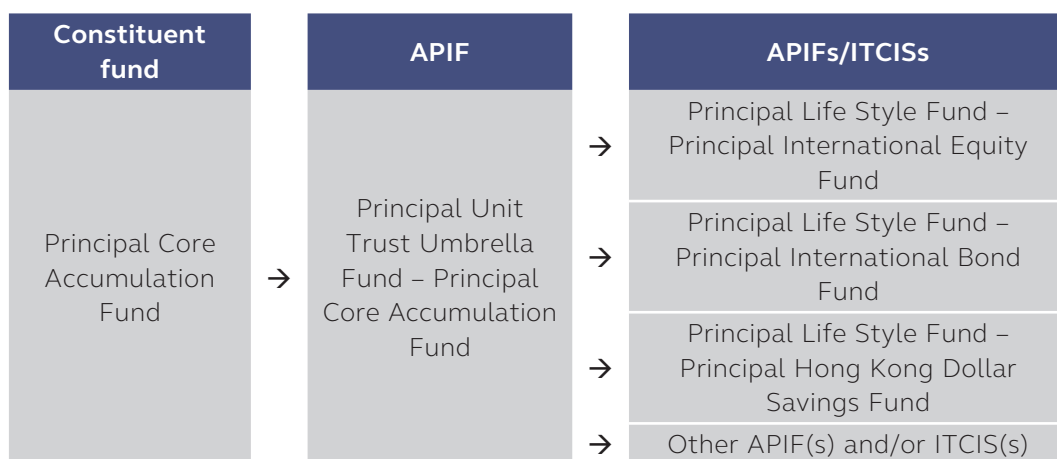 Constituent
fund
APIF
APIFs/ITCISs
Principal Core
Accumulation
Fund
→
Principal Unit
Trust Umbrella
Fund – Principal
Core Accumulation
Fund
→
Principal Life Style Fund –
Principal International Equity
Fund
→
Principal Life Style Fund –
Principal International Bond
Fund
→
Principal Life Style Fund –
Principal Hong Kong Dollar
Savings Fund
→
Other APIF(s) and/or ITCIS(s)